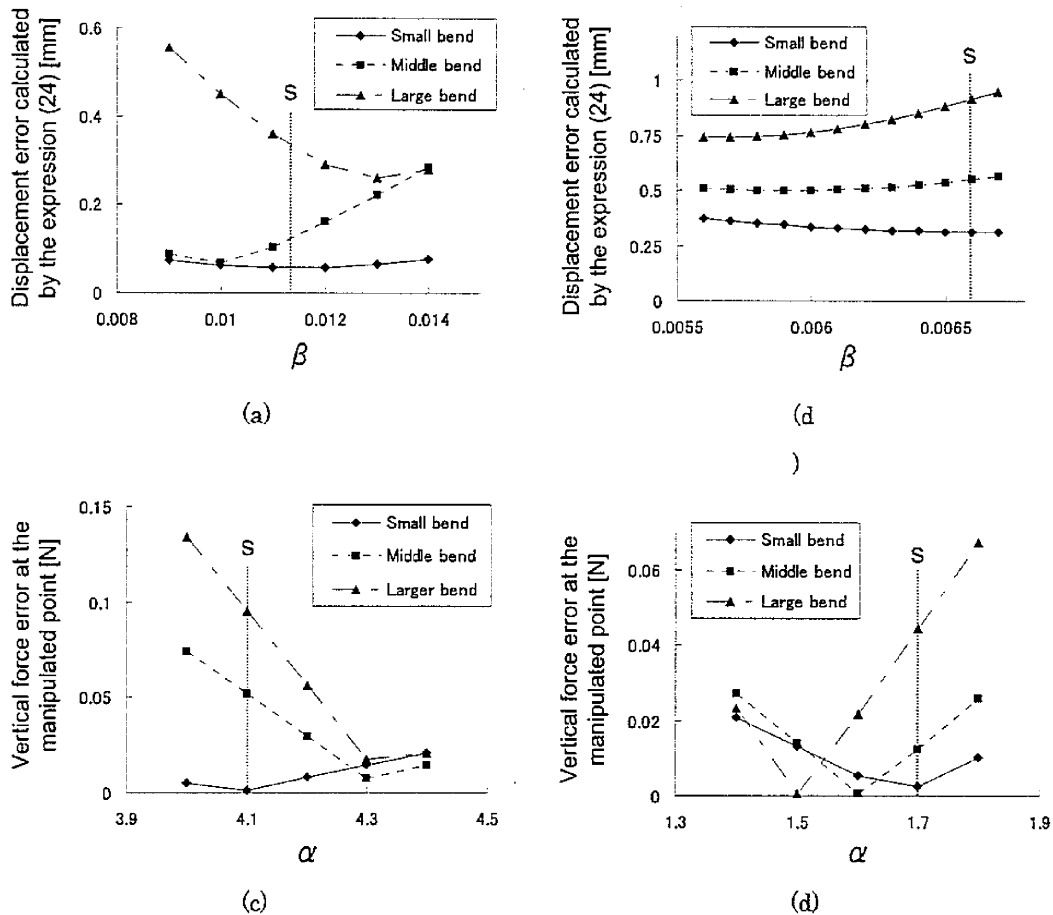 Displacement error calculated
by the expression (24) [mm]
0.6
0.4
0.2
0
0.008
0.01
0.012
0.014
β
S
Small bend
Middle bend
Large bend
(a)
Displacement error calculated
by the expression (24) [mm]
1
0.75
0.5
0.25
0
0.0055
0.006
0.0065
β
S
Small bend
Middle bend
Large bend
(d
)
Vertical force error at the
manipulated point [N]
0.15
0.1
0.05
0
3.9
4.1
4.3
4.5
α
S
Small bend
Middle bend
Larger bend
(c)
Vertical force error at the
manipulated point [N]
0.06
0.04
0.02
0
1.3
1.5
1.7
1.9
α
S
Small bend
Middle bend
Large bend
(d)